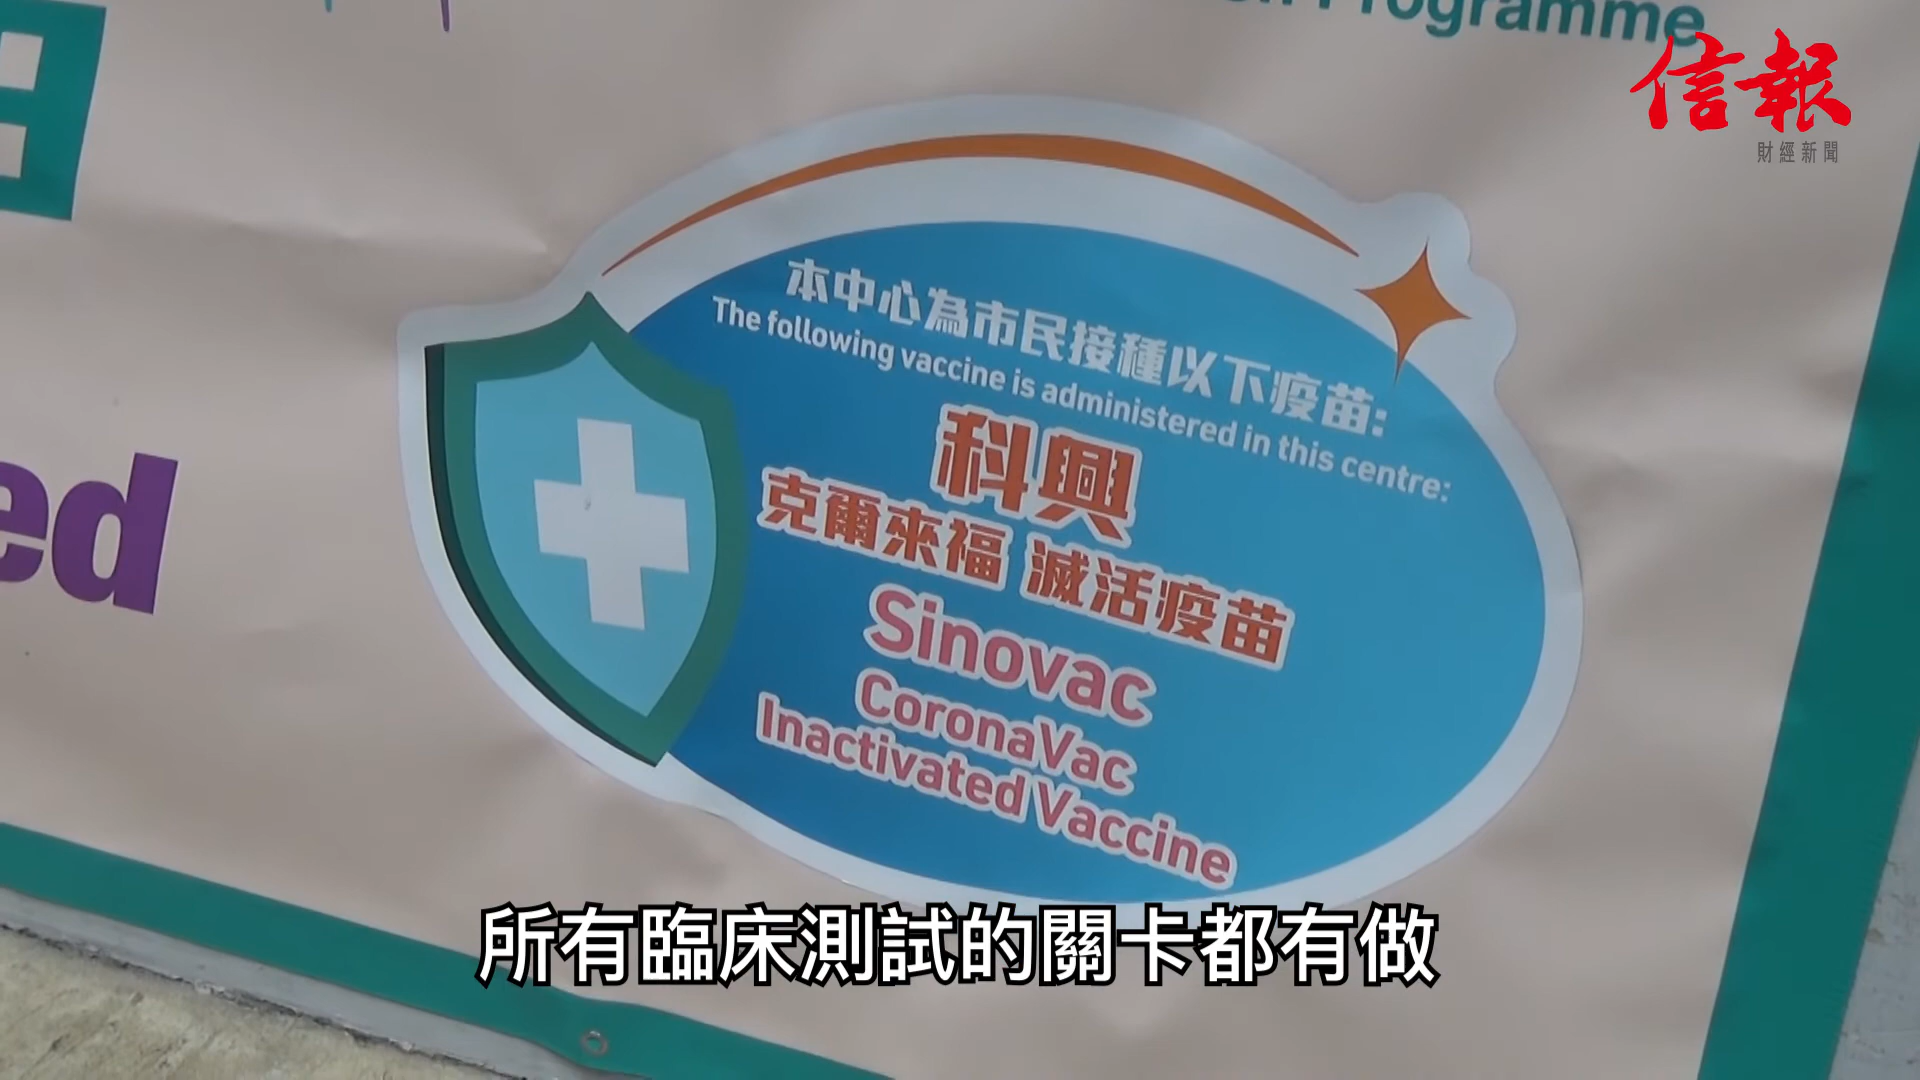 Programme
信報
財經新聞
本中心為市民接種以下疫苗:
The following vaccine is administered in this centre:
科興
克爾來福 滅活疫苗
Sinovac
CoronaVac
Inactivated Vaccine
所有臨床測試的關卡都有做